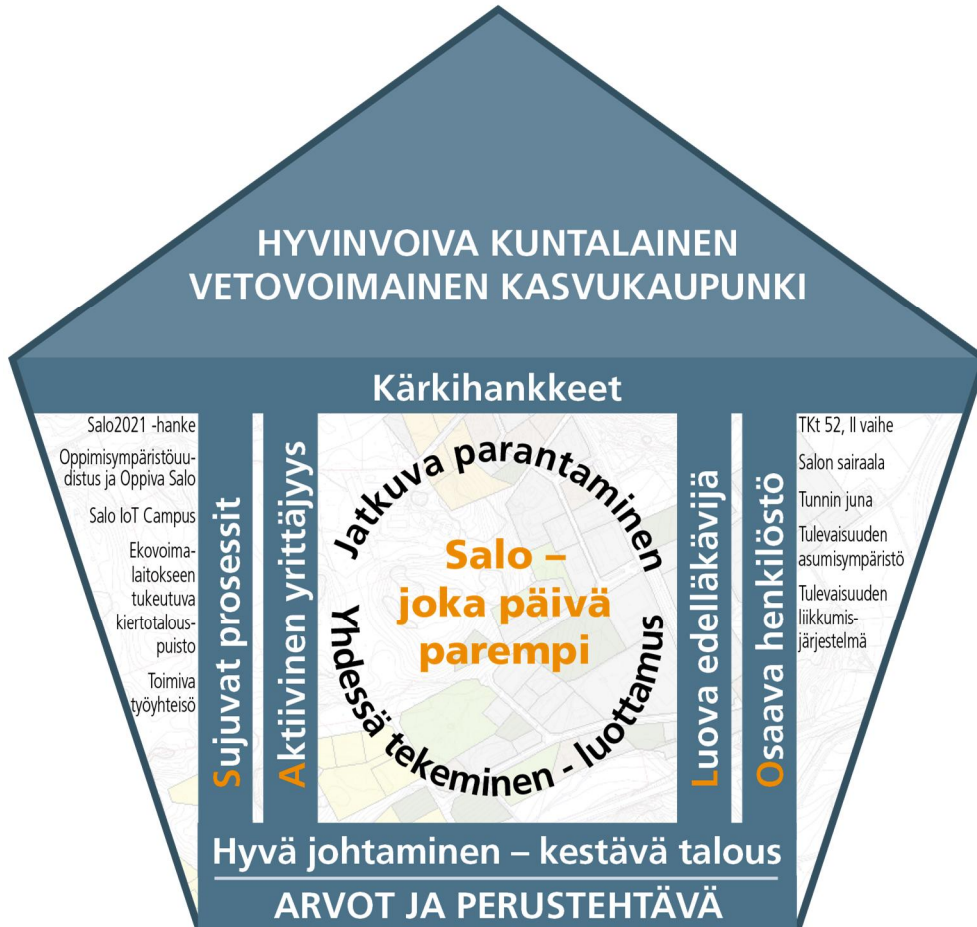 HYVINVOIVA KUNTALAINEN
VETOVOIMAINEN KASVUKAUPUNKI
Kärkihankkeet
Salo2021 -hanke
Oppimisympäristöuu-
distus ja Oppiva Salo
Salo IoT Campus
Ekovoima-
laitokseen
tukeutuva
kiertotalous-
puisto
Toimiva
työyhteisö
Sujuvat prosessit
Aktiivinen yrittäjyys
Jatkuva parantaminen
Salo –
joka päivä
parempi
Yhdessä tekeminen - luottamus
Luova edelläkävijä
Osaava henkilöstö
TKt 52, II vaihe
Salon sairaala
Tunnin juna
Tulevaisuuden
asumisympäristö
Tulevaisuuden
liikkumis-
järjestelmä
Hyvä johtaminen – kestävä talous
ARVOT JA PERUSTEHTÄVÄ